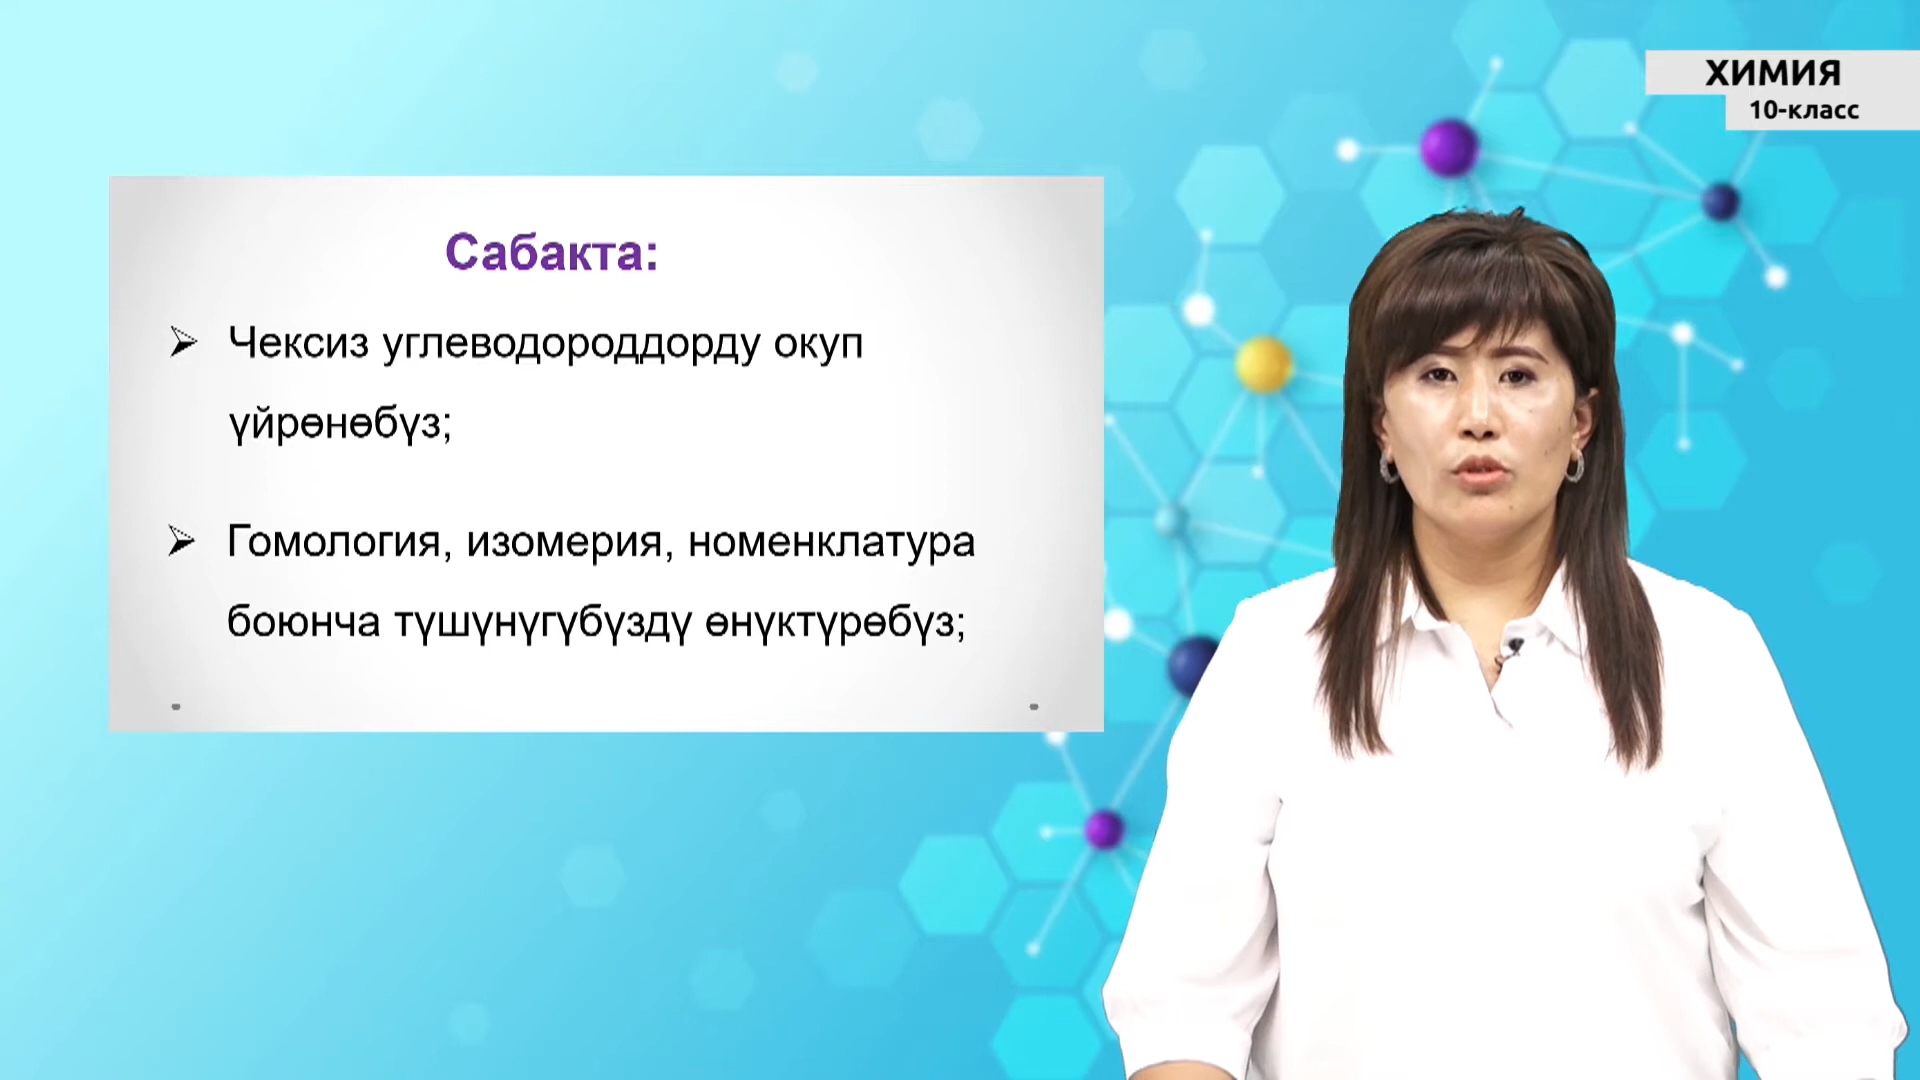 ХИМИЯ
10-класс
Сабакта:
Чексиз углеводороддорду окуп
үйрөнөбүз;
Гомология, изомерия, номенклатура
боюнча түшүнүгүбүздү өнүктүрөбүз;